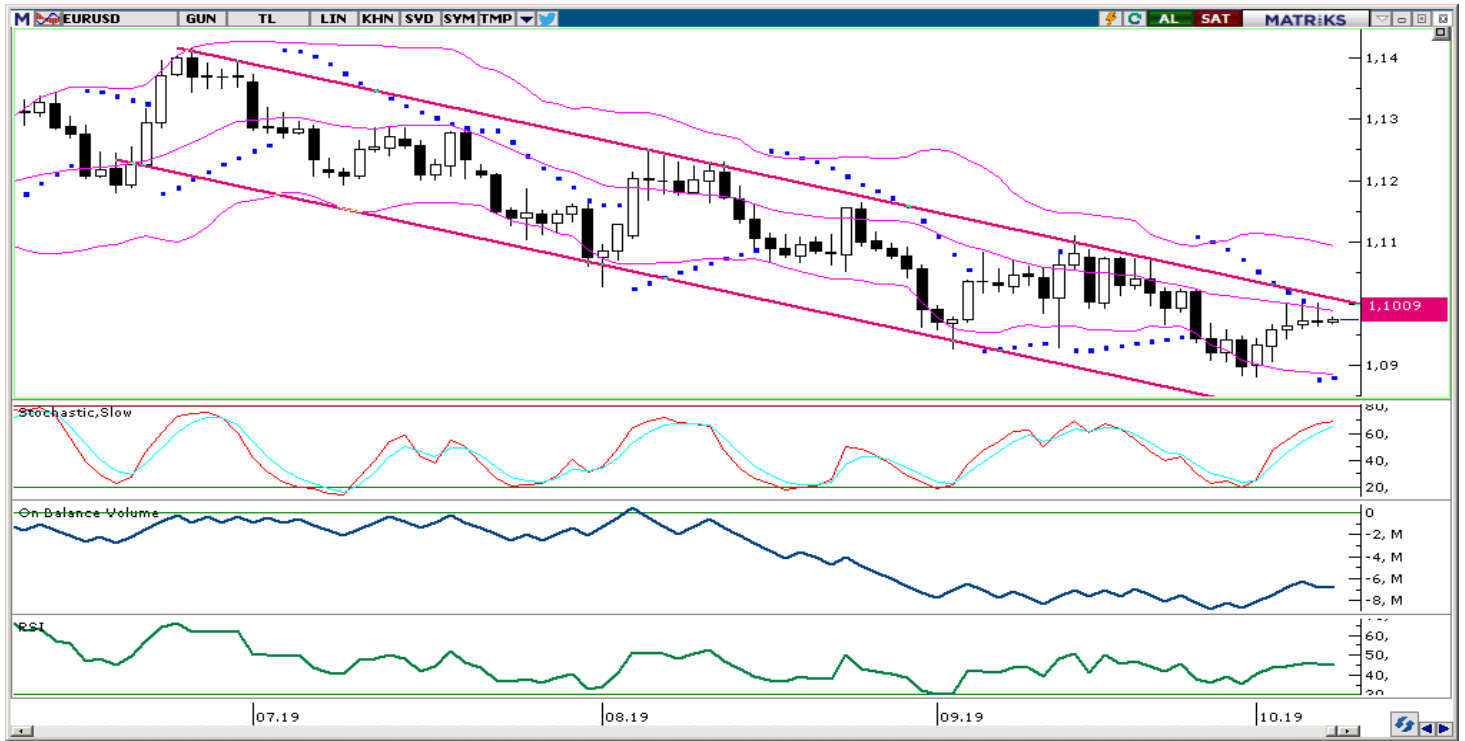 M EURUSD GUN TL LIN KHN SVD SYM TMP AL SAT MATRiKS
1,14
1,13
1,12
1,11
1,1009
1,09
Stochastic,Slow
80,
60,
40,
20,
On Balance Volume
0
-2, M
-4, M
-6, M
-8, M
RSI
60,
50,
40,
30
07.19 08.19 09.19 10.19